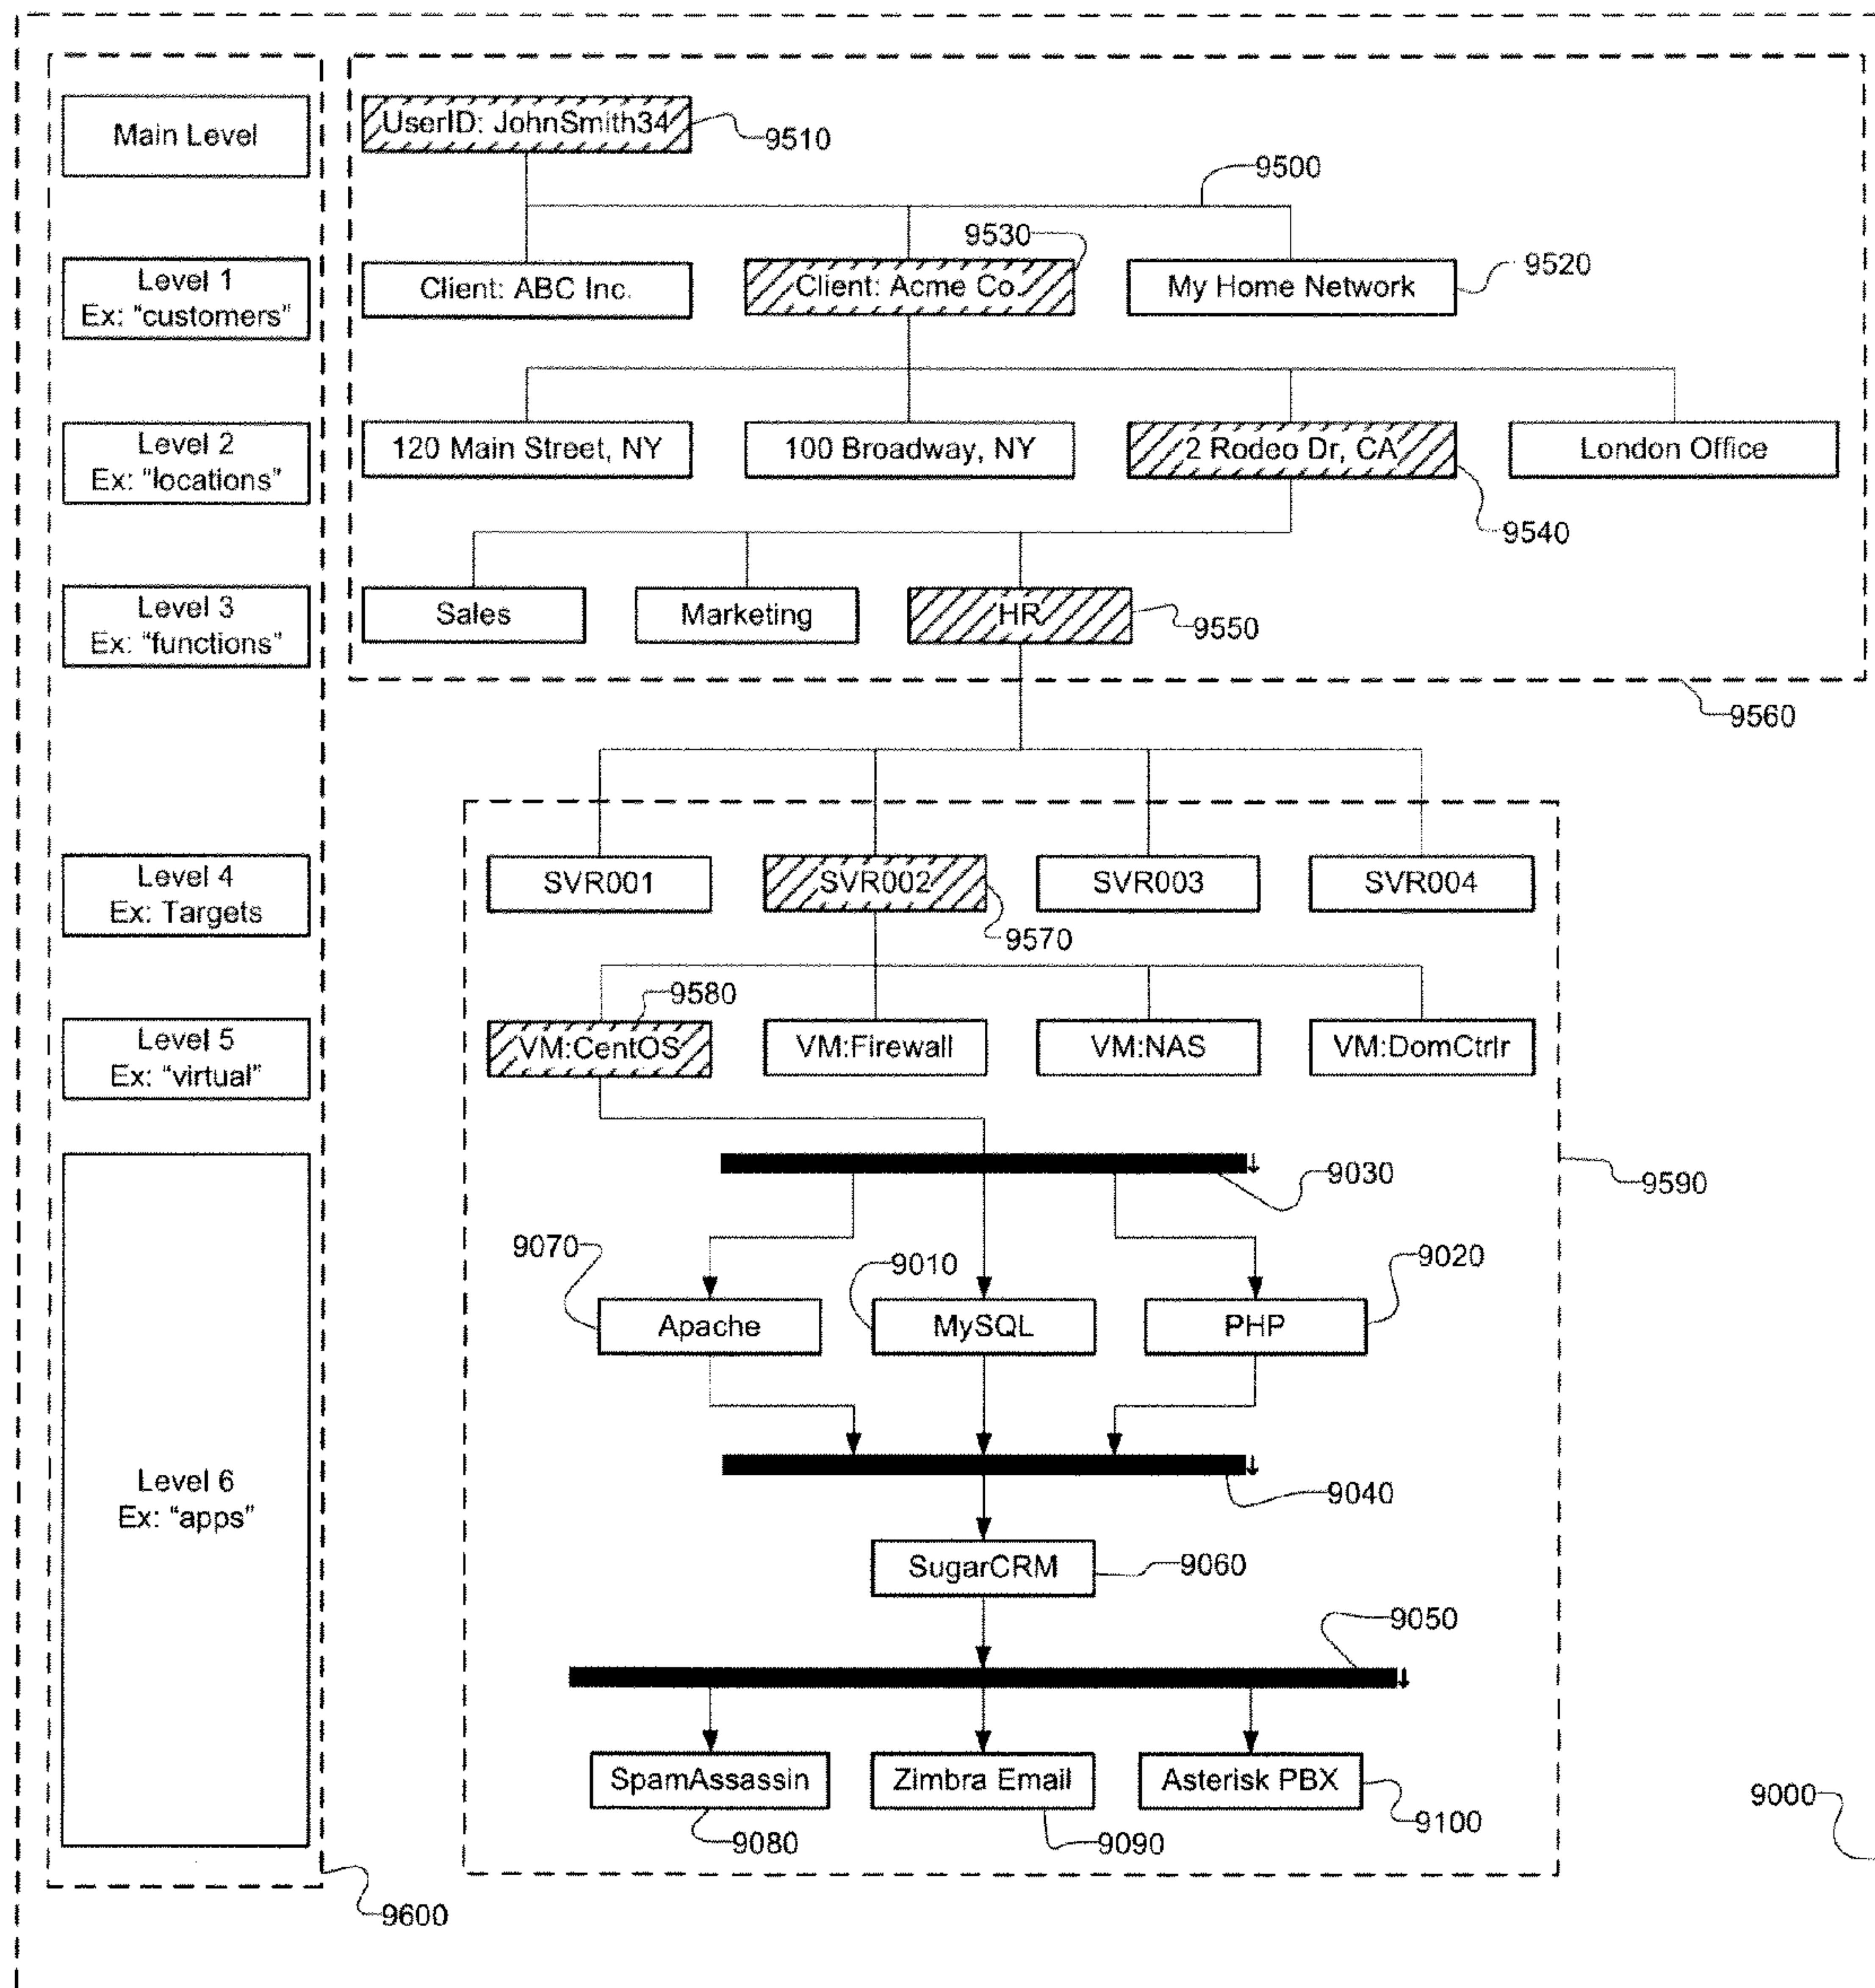 Main Level
UserID: JohnSmith34
9510
9500
9530
Level 1
Ex: "customers"
Client: ABC Inc.
Client: Acme Co.
My Home Network
9520
Level 2
Ex: "locations"
120 Main Street, NY
100 Broadway, NY
2 Rodeo Dr, CA
London Office
9540
Level 3
Ex: "functions"
Sales
Marketing
HR
9550
9560
Level 4
Ex: Targets
SVR001
SVR002
SVR003
SVR004
9570
9580
Level 5
Ex: "virtual"
VM:CentOS
VM:Firewall
VM:NAS
VM:DomCtrlr
9030
9590
9070
9010
9020
Apache
MySQL
PHP
9040
Level 6
Ex: "apps"
SugarCRM
9060
9050
SpamAssassin
Zimbra Email
Asterisk PBX
9000
9080
9090
9100
9600